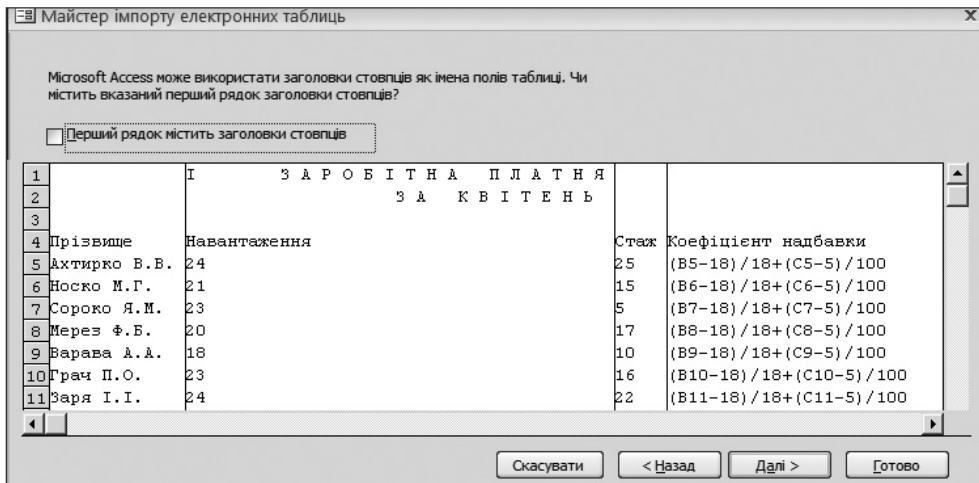 Майстер імпорту електронних таблиць X
Microsoft Access може використати заголовки стовпців як імена полів таблиці. Чи
містить вказаний перший рядок заголовки стовпців?
Перший рядок містить заголовки стовпців
1 І ЗАРОБІТНА ПЛАТНЯ
2 ЗА КВІТЕНЬ
3
4 Прізвище Навантаження Стаж Коефіцієнт надбавки
5 Ахтирко В.В. 24 25 (B5-18)/18+(C5-5)/100
6 Носко М.Г. 21 15 (B6-18)/18+(C6-5)/100
7 Сороко Я.М. 23 5 (B7-18)/18+(C7-5)/100
8 Мерез Ф.Б. 20 17 (B8-18)/18+(C8-5)/100
9 Варава А.А. 18 10 (B9-18)/18+(C9-5)/100
10 Грач П.О. 23 16 (B10-18)/18+(C10-5)/100
11 Заря І.І. 24 22 (B11-18)/18+(C11-5)/100
Скасувати < Назад Далі > Готово